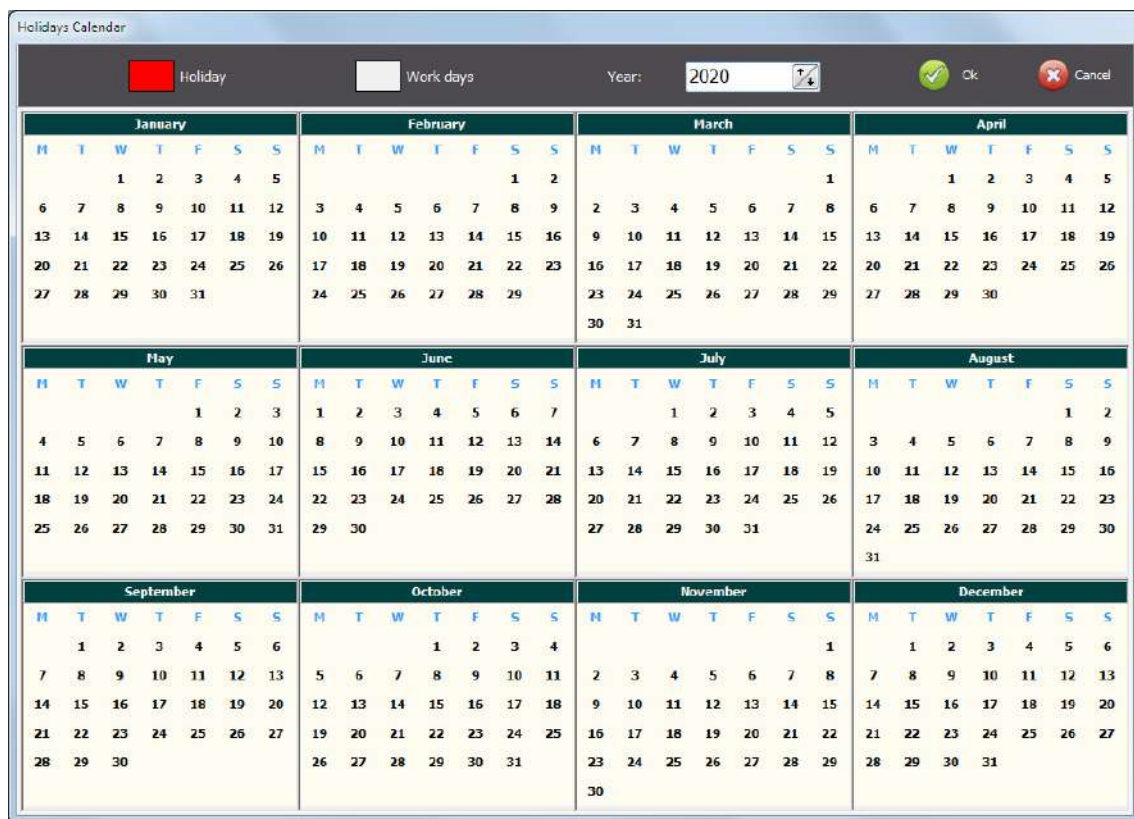 Holidays Calendar
Holiday Work days Year: 2020 Ok Cancel
January February March April
M T W T F S S M T W T F S S M T W T F S S M T W T F S S
1 2 3 4 5 1 2 1 1 2 3 4 5
6 7 8 9 10 11 12 3 4 5 6 7 8 9 2 3 4 5 6 7 8 6 7 8 9 10 11 12
13 14 15 16 17 18 19 10 11 12 13 14 15 16 9 10 11 12 13 14 15 13 14 15 16 17 18 19
20 21 22 23 24 25 26 17 18 19 20 21 22 23 16 17 18 19 20 21 22 20 21 22 23 24 25 26
27 28 29 30 31 24 25 26 27 28 29 23 24 25 26 27 28 29 27 28 29 30
30 31
May June July August
M T W T F S S M T W T F S S M T W T F S S M T W T F S S
1 2 3 1 2 3 4 5 6 7 1 2 3 4 5 1 2
4 5 6 7 8 9 10 8 9 10 11 12 13 14 6 7 8 9 10 11 12 3 4 5 6 7 8 9
11 12 13 14 15 16 17 15 16 17 18 19 20 21 13 14 15 16 17 18 19 10 11 12 13 14 15 16
18 19 20 21 22 23 24 22 23 24 25 26 27 28 20 21 22 23 24 25 26 17 18 19 20 21 22 23
25 26 27 28 29 30 31 29 30 27 28 29 30 31 24 25 26 27 28 29 30
31
September October November December
M T W T F S S M T W T F S S M T W T F S S M T W T F S S
1 2 3 4 5 6 1 2 3 4 1 1 2 3 4 5 6
7 8 9 10 11 12 13 5 6 7 8 9 10 11 2 3 4 5 6 7 8 7 8 9 10 11 12 13
14 15 16 17 18 19 20 12 13 14 15 16 17 18 9 10 11 12 13 14 15 14 15 16 17 18 19 20
21 22 23 24 25 26 27 19 20 21 22 23 24 25 16 17 18 19 20 21 22 21 22 23 24 25 26 27
28 29 30 26 27 28 29 30 31 23 24 25 26 27 28 29 28 29 30 31
30